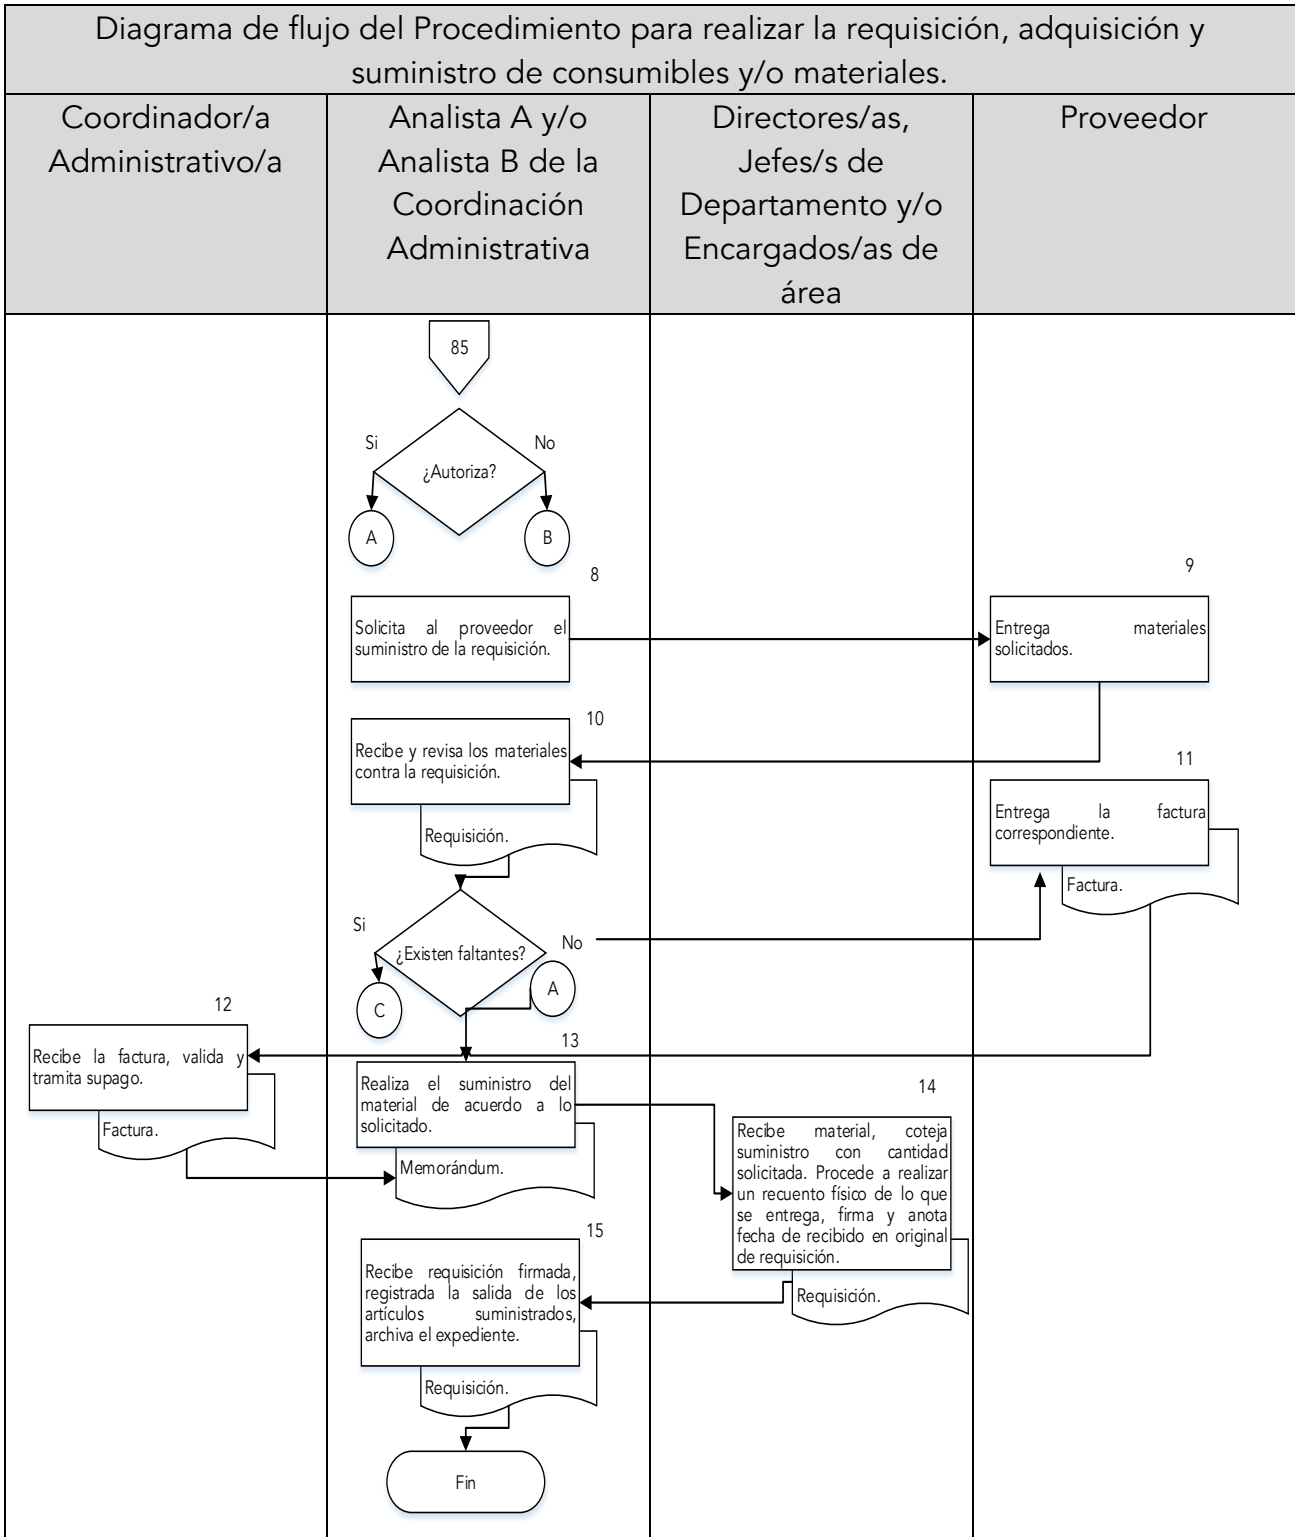 Diagrama de flujo del Procedimiento para realizar la requisición, adquisición y
suministro de consumibles y/o materiales.
Coordinador/a
Administrativo/a
Analista A y/o
Analista B de la
Coordinación
Administrativa
Directores/as,
Jefes/s de
Departamento y/o
Encargados/as de
área
Proveedor
85
Si
No
¿Autoriza?
A
B
8
Solicita al proveedor el
suministro de la requisición.
9
Entrega materiales
solicitados.
10
Recibe y revisa los materiales
contra la requisición.
Requisición.
11
Entrega la factura
correspondiente.
Factura.
Si
No
¿Existen faltantes?
A
C
12
Recibe la factura, valida y
tramita supago.
Factura.
13
Realiza el suministro del
material de acuerdo a lo
solicitado.
Memorándum.
14
Recibe material, coteja
suministro con cantidad
solicitada. Procede a realizar
un recuento físico de lo que
se entrega, firma y anota
fecha de recibido en original
de requisición.
Requisición.
15
Recibe requisición firmada,
registrada la salida de los
artículos suministrados,
archiva el expediente.
Requisición.
Fin